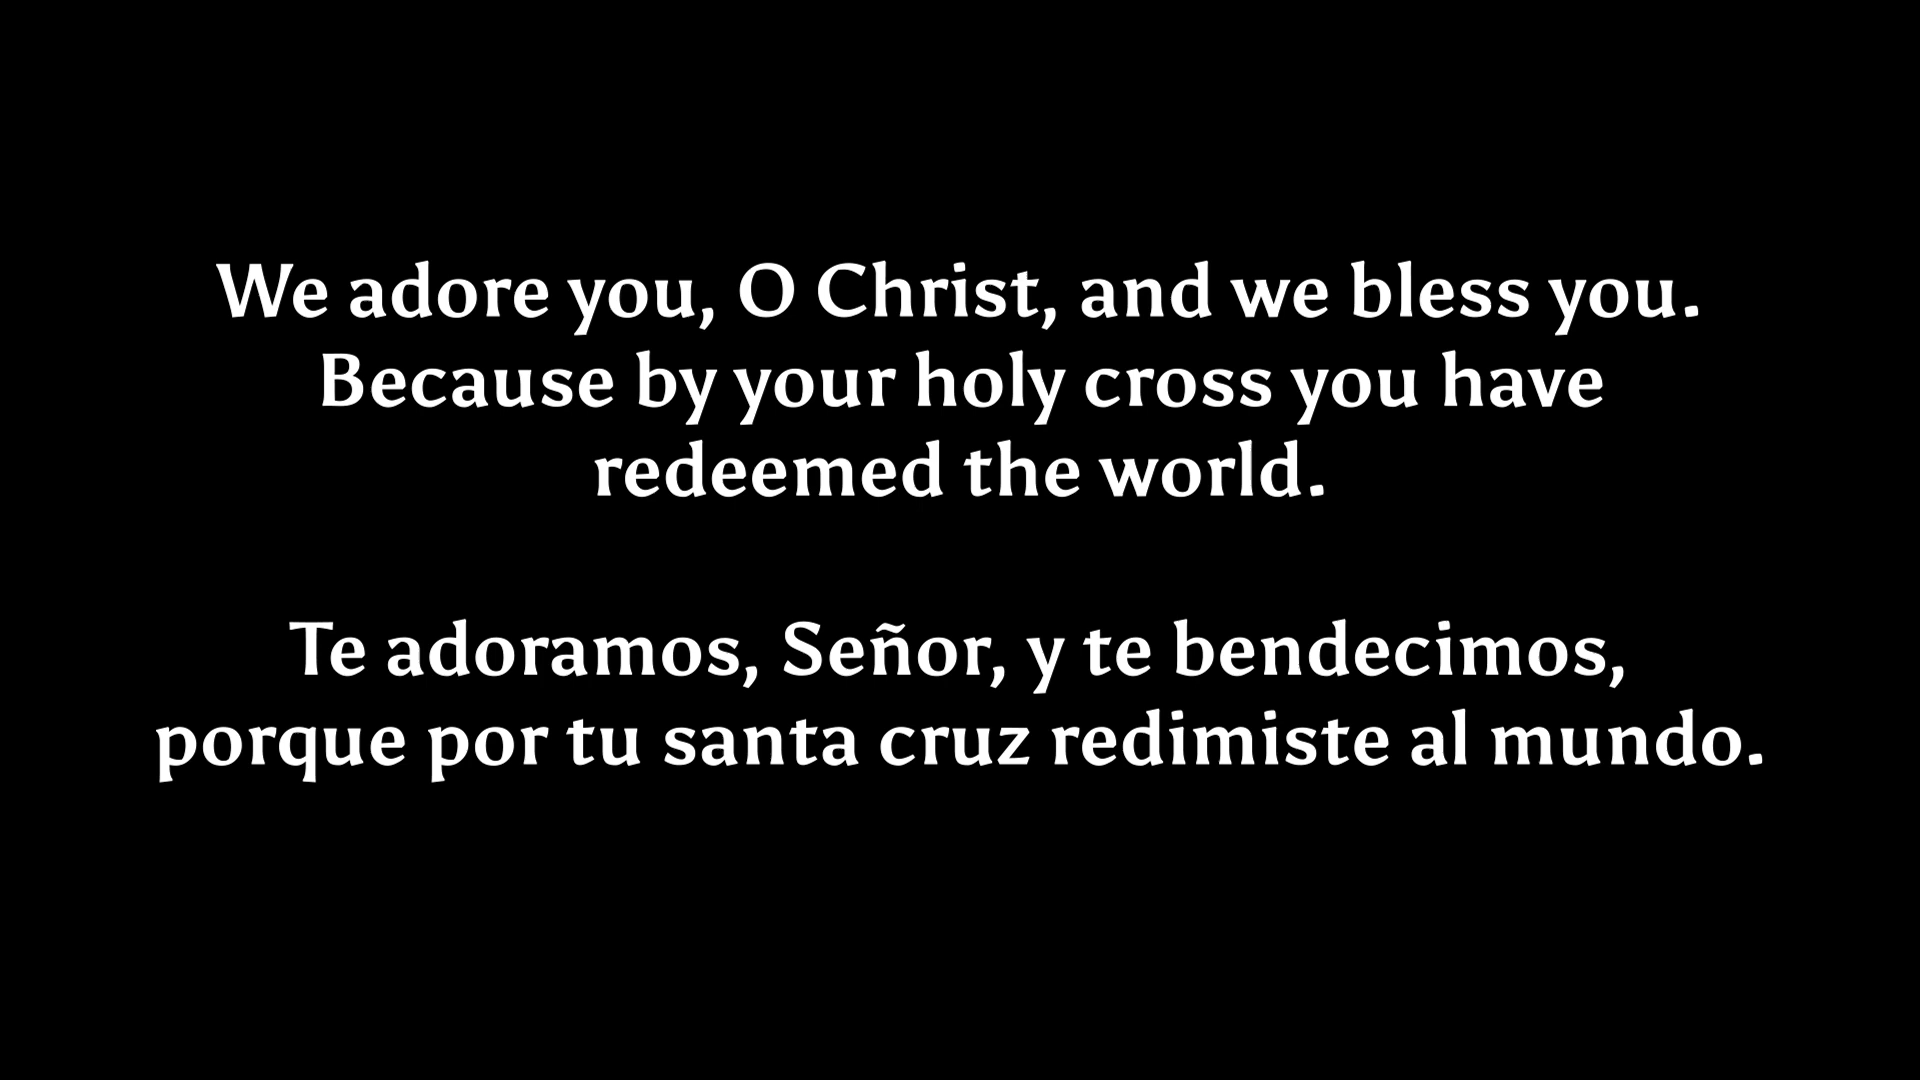 We adore you, O Christ, and we bless you.
Because by your holy cross you have
redeemed the world.
Te adoramos, Señor, y te bendecimos,
porque por tu santa cruz redimiste al mundo.